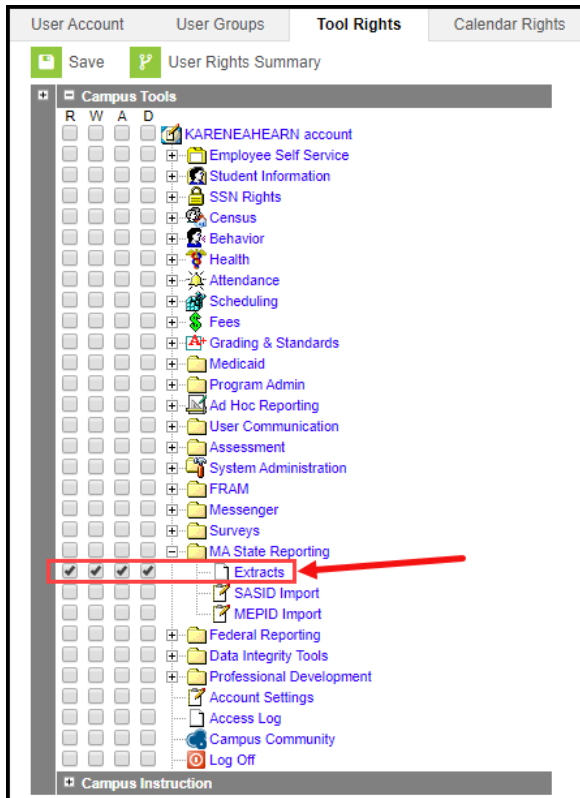 User Account User Groups Tool Rights Calendar Rights
Save User Rights Summary
Campus Tools
R W A D
KARENEAHEARN account
Employee Self Service
Student Information
SSN Rights
Census
Behavior
Health
Attendance
Scheduling
Fees
Grading & Standards
Medicaid
Program Admin
Ad Hoc Reporting
User Communication
Assessment
System Administration
FRAM
Messenger
Surveys
MA State Reporting
Extracts
SASID Import
MEPID Import
Federal Reporting
Data Integrity Tools
Professional Development
Account Settings
Access Log
Campus Community
Log Off
Campus Instruction